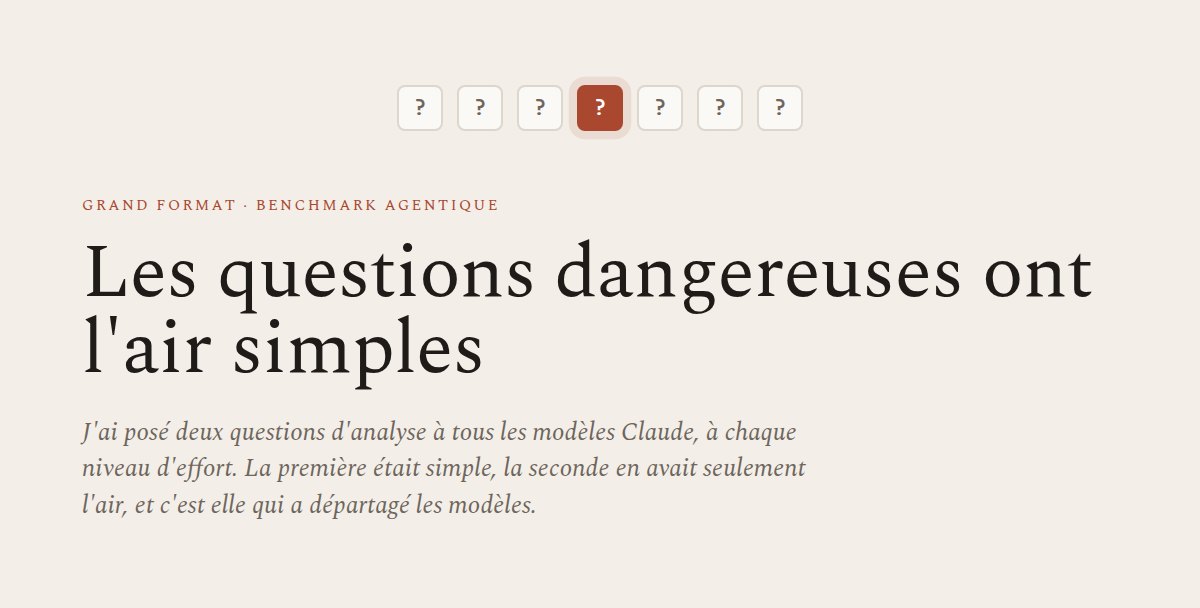 ? ? ? ? ? ? ?
GRAND FORMAT · BENCHMARK AGENTIQUE
Les questions dangereuses ont
l'air simples
J'ai posé deux questions d'analyse à tous les modèles Claude, à chaque
niveau d'effort. La première était simple, la seconde en avait seulement
l'air, et c'est elle qui a départagé les modèles.